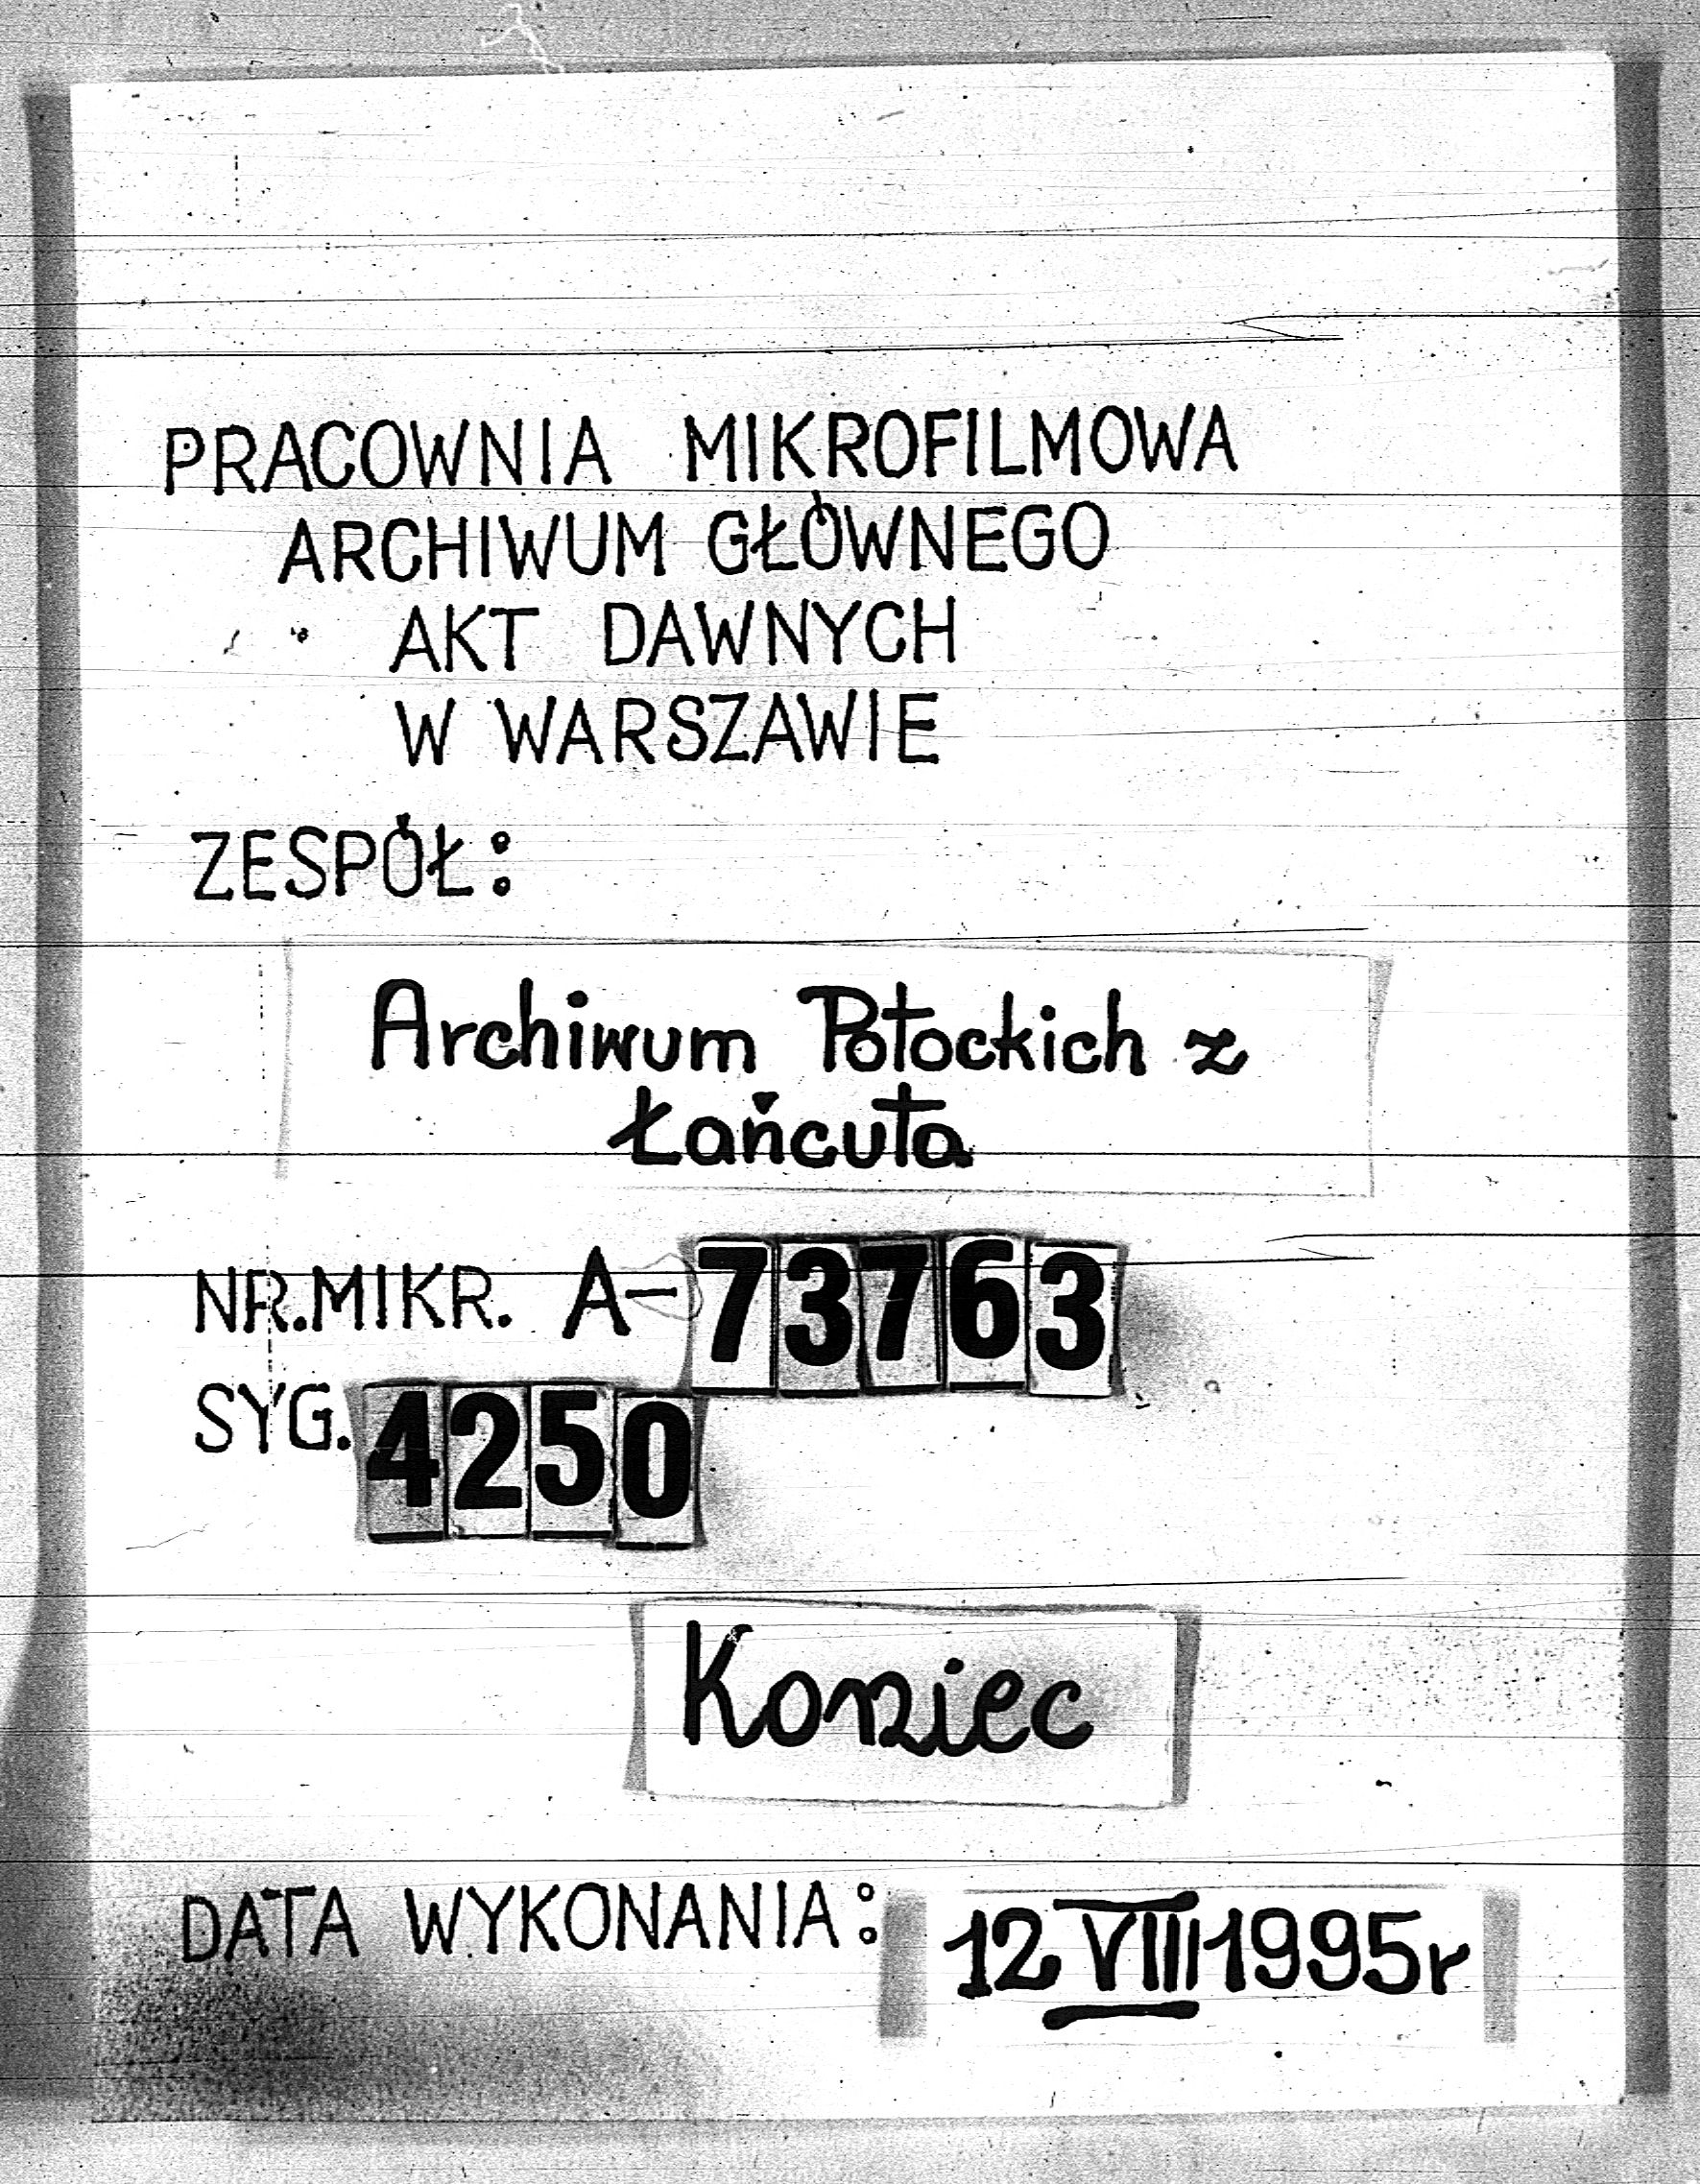 PRACOWNIA MIKROFILMOWA
ARCHIWUM GŁÓWNEGO
AKT DAWNYCH
W WARSZAWIE
ZESPÓŁ:
Archiwum Potockich z
Łańcuta
NR.MIKR. A-73763
SYG. 4250
Koniec
DATA WYKONANIA: 12 VIII 1995r